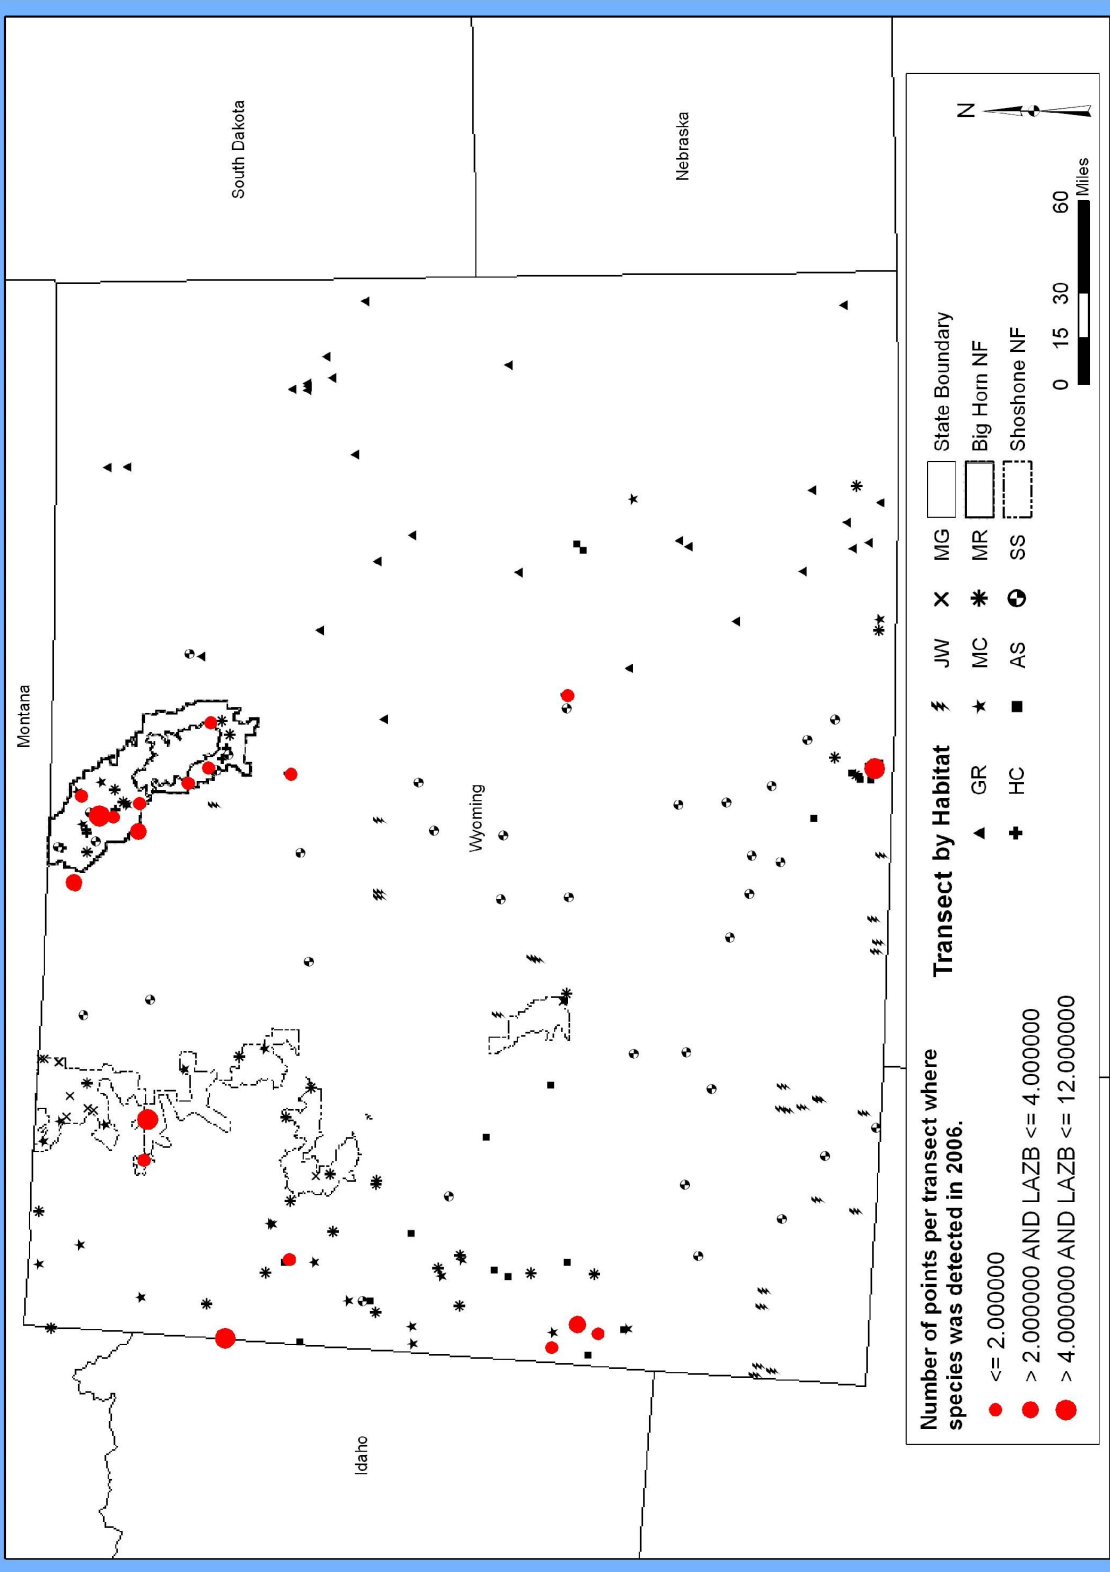 Montana
South Dakota
Wyoming
Nebraska
Idaho
Number of points per transect where
species was detected in 2006.
<= 2.000000
> 2.000000 AND LAZB <= 4.000000
> 4.000000 AND LAZB <= 12.000000
Transect by Habitat
GR
HC
JW
MC
AS
MG
MR
SS
State Boundary
Big Horn NF
Shoshone NF
N
0 15 30 60
Miles